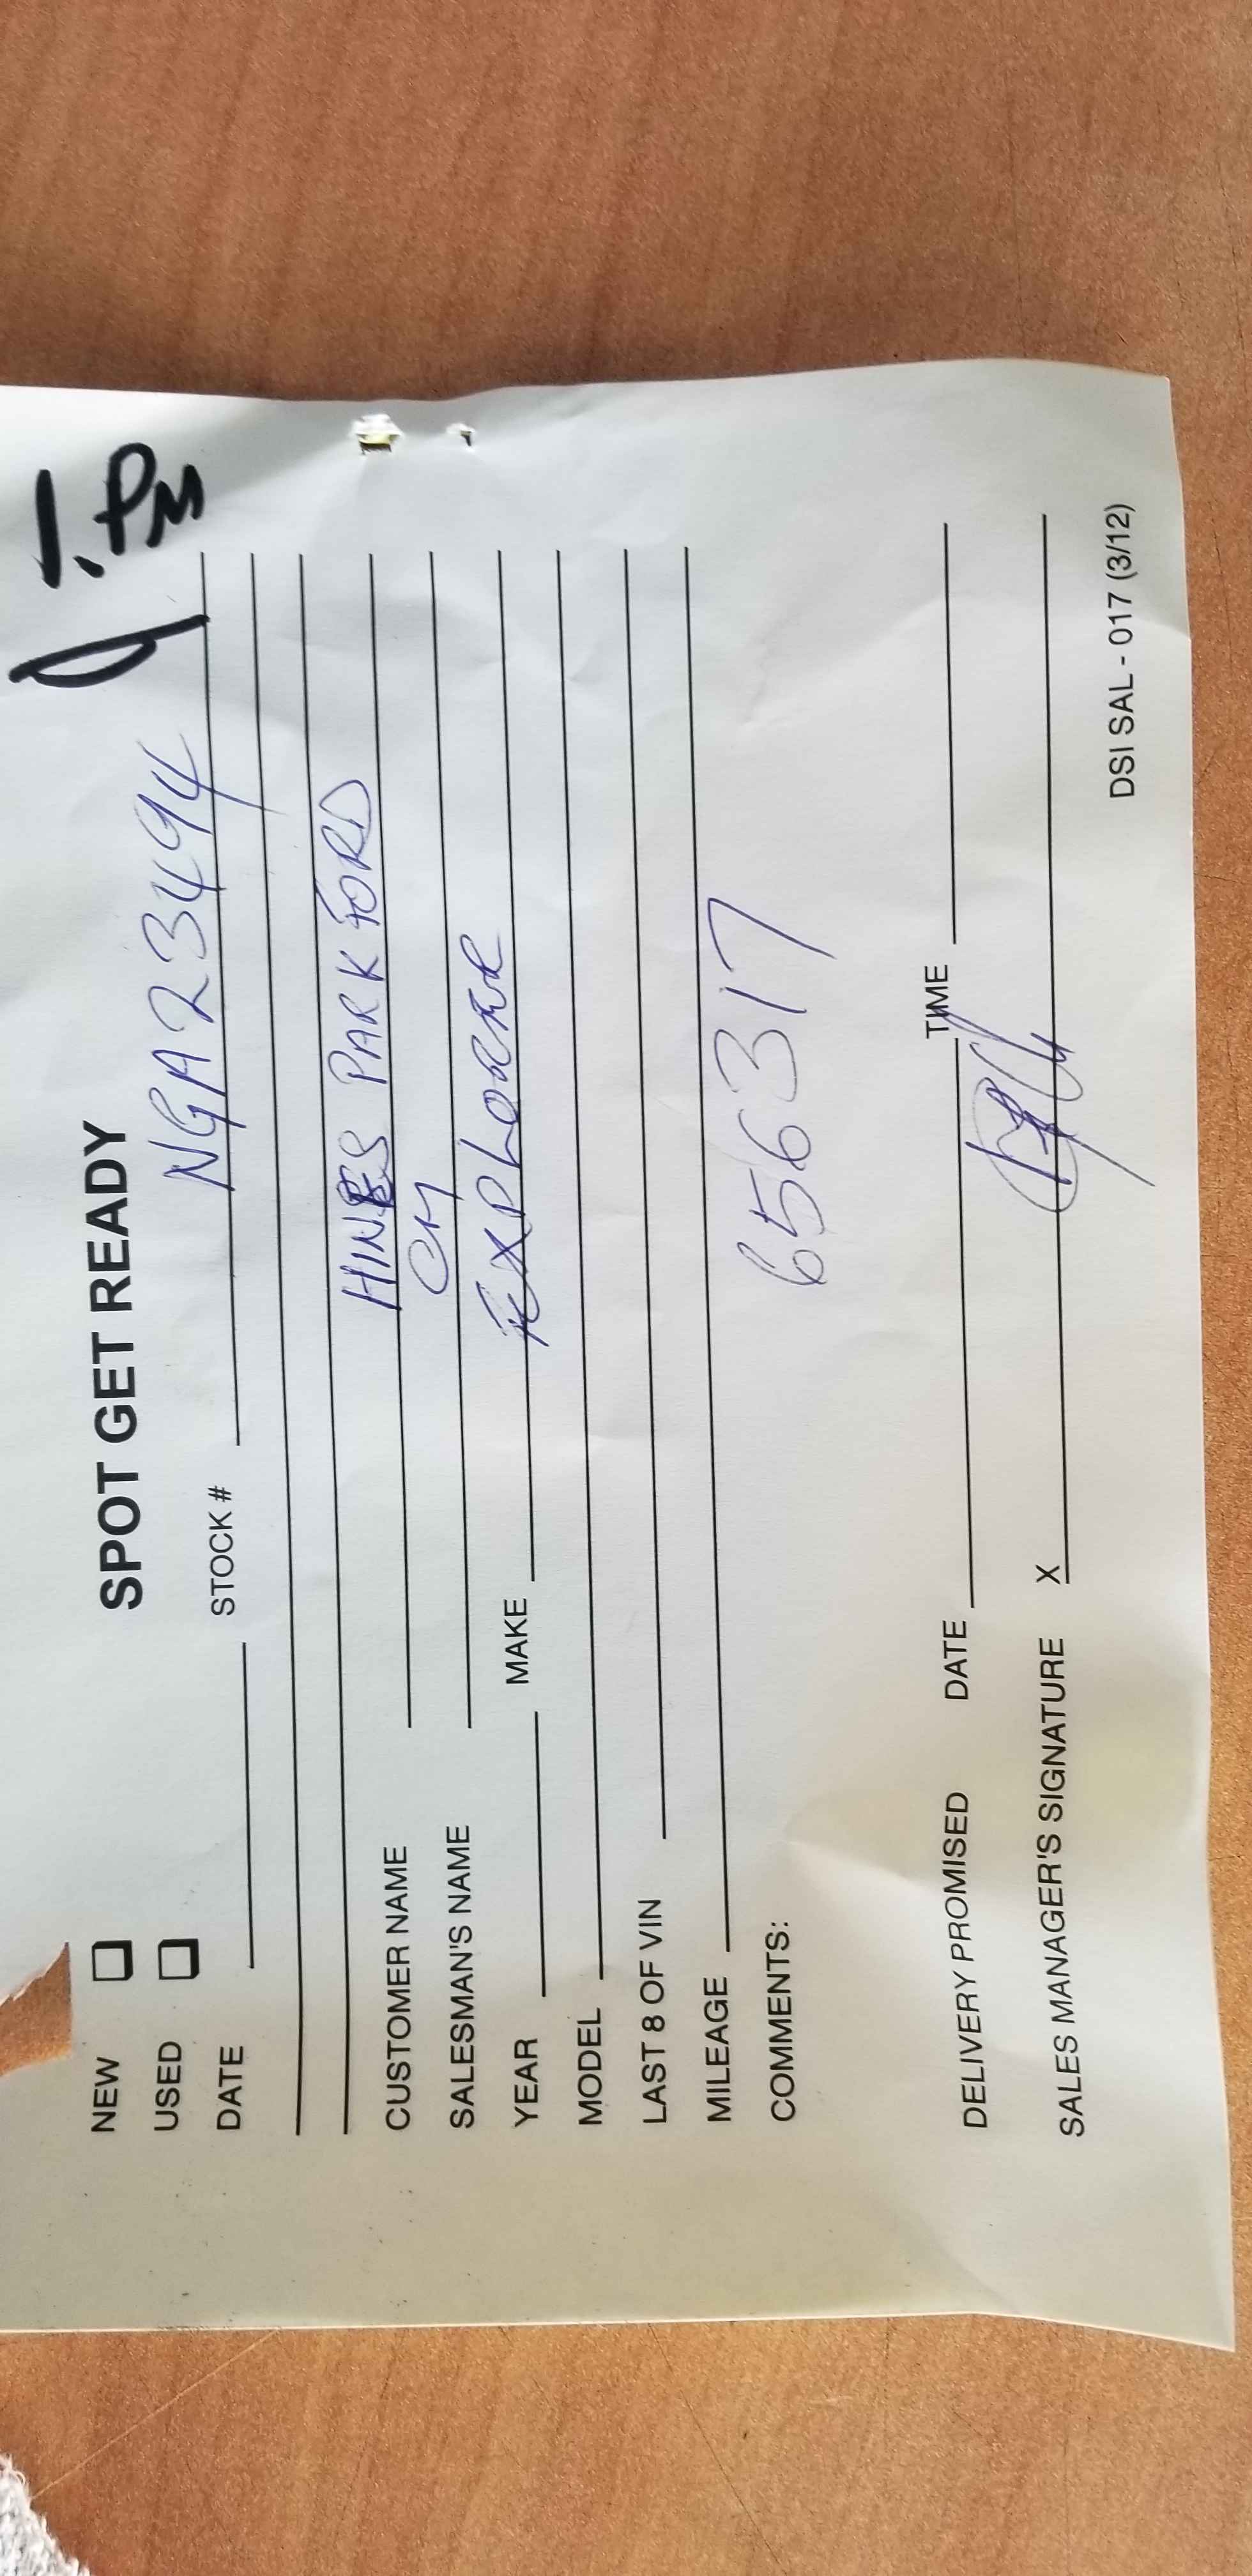 1. PM
SPOT GET READY
NEW
USED
DATE STOCK # NGA23494
CUSTOMER NAME HINES PARK FORD
SALESMAN'S NAME CM
YEAR MAKE EXPLORER
MODEL
LAST 8 OF VIN
MILEAGE
COMMENTS: 656317
DELIVERY PROMISED DATE TIME
SALES MANAGER'S SIGNATURE X
DSI SAL - 017 (3/12)